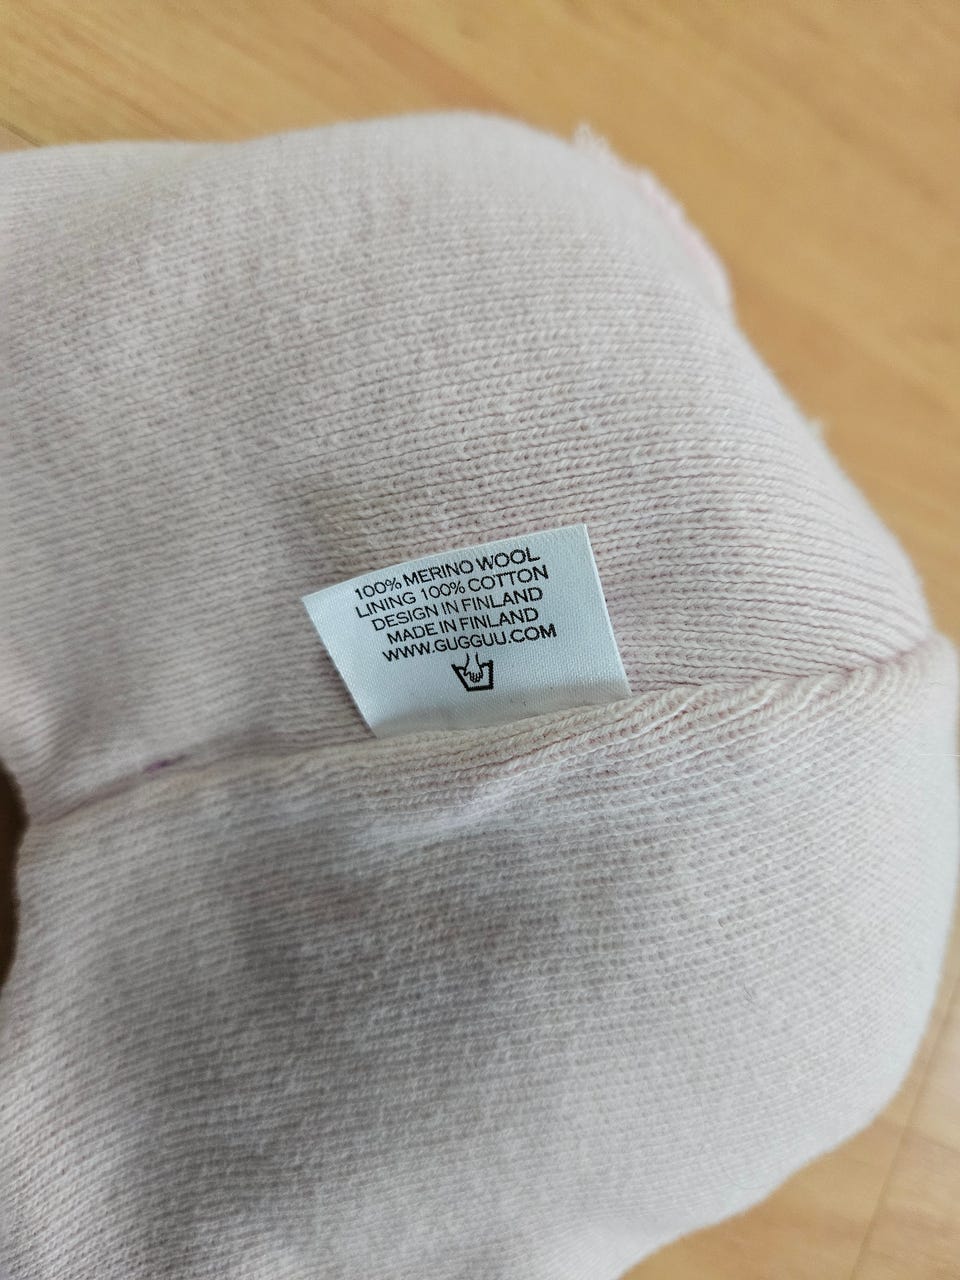 100% MERINO WOOL
LINING 100% COTTON
DESIGN IN FINLAND
MADE IN FINLAND
WWW.GUGGUU.COM